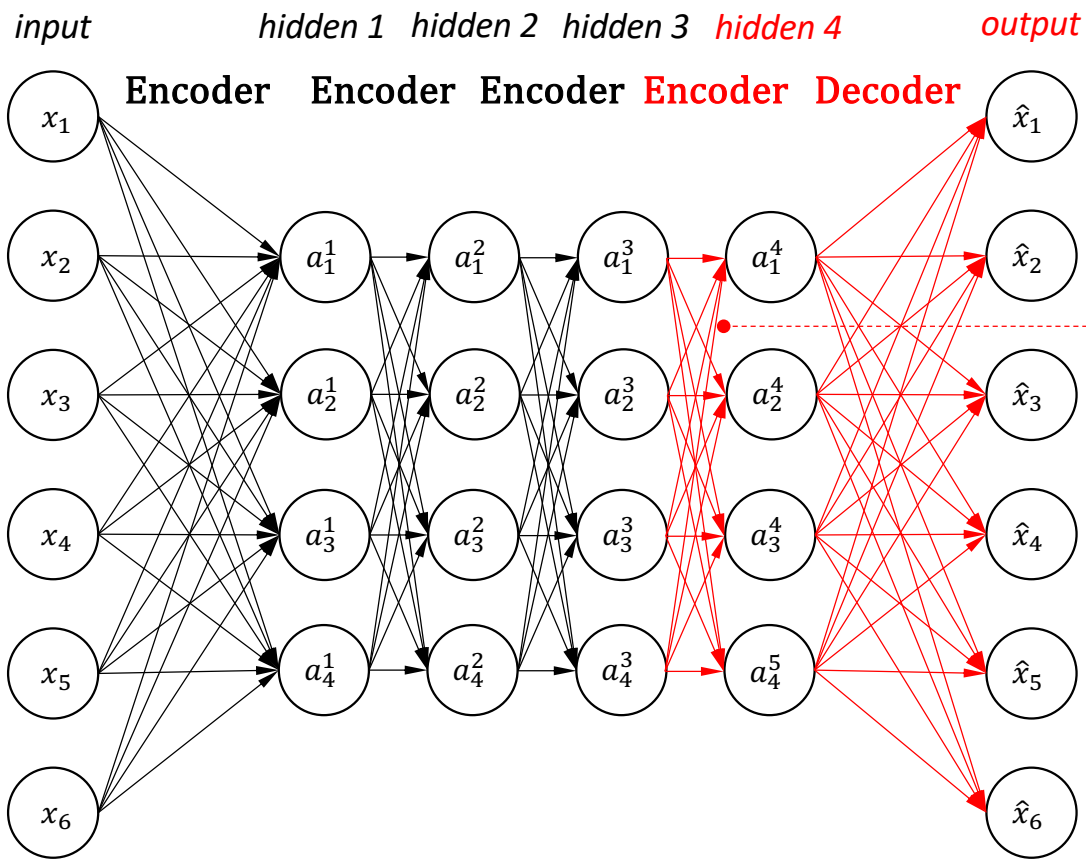 input hidden 1 hidden 2 hidden 3 hidden 4 output
Encoder Encoder Encoder Encoder Decoder
x₁ x̂₁
x₂ a₁¹ a₁² a₁³ a₁⁴ x̂₂
x₃ a₂¹ a₂² a₂³ a₂⁴ x̂₃
x₄ a₃¹ a₃² a₃³ a₃⁴ x̂₄
x₅ a₄¹ a₄² a₄³ a₄⁵ x̂₅
x₆ x̂₆